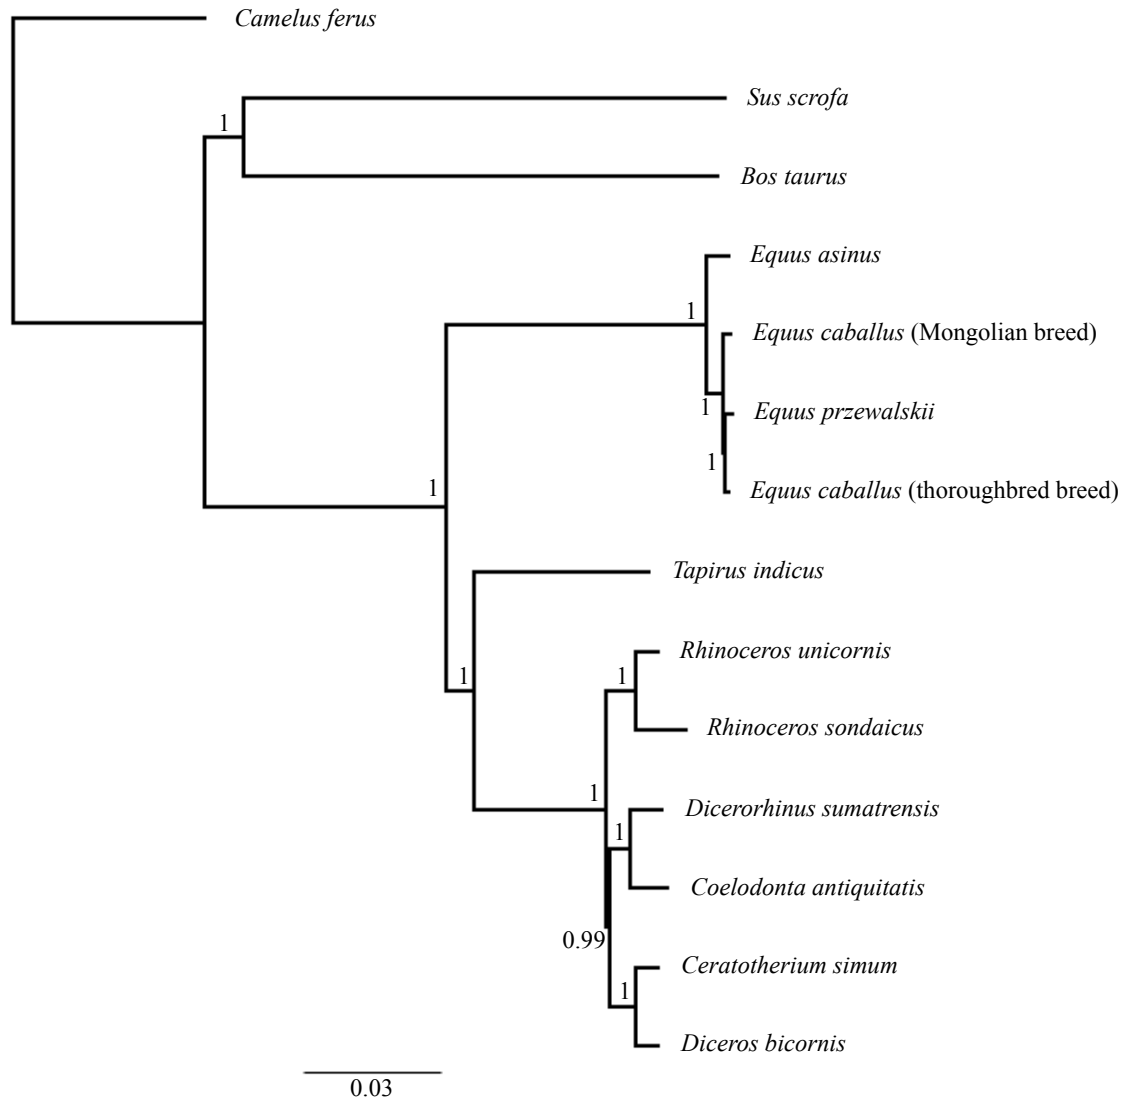 Camelus ferus
Sus scrofa
1
Bos taurus
Equus asinus
1
Equus caballus (Mongolian breed)
1
Equus przewalskii
1
Equus caballus (thoroughbred breed)
1
Tapirus indicus
1
Rhinoceros unicornis
1
Rhinoceros sondaicus
1
Dicerorhinus sumatrensis
1
Coelodonta antiquitatis
0.99
Ceratotherium simum
1
Diceros bicornis
0.03